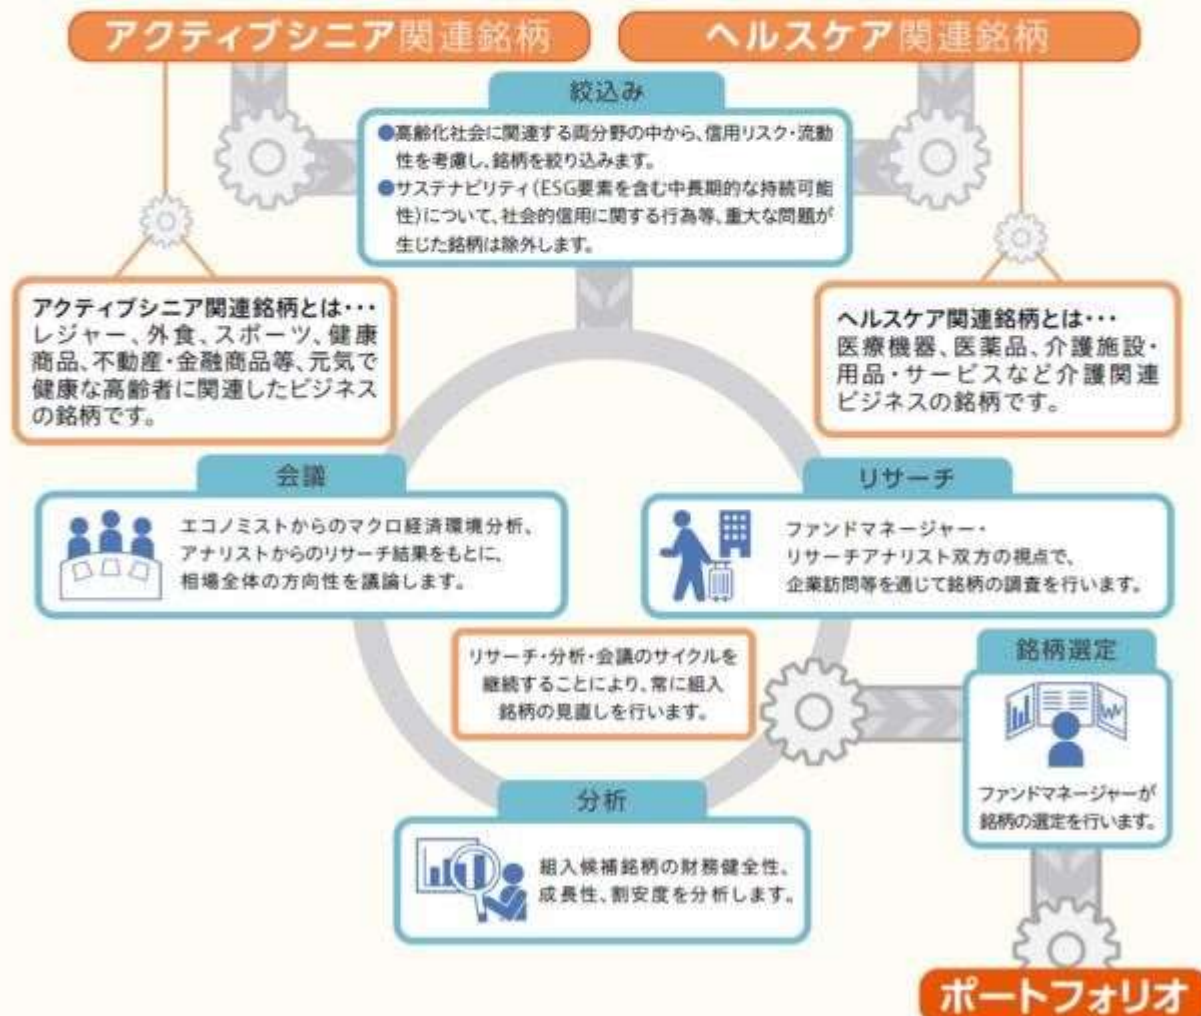 アクティブシニア関連銘柄
ヘルスケア関連銘柄
絞込み
●高齢化社会に関連する両分野の中から、信用リスク・流動
性を考慮し、銘柄を絞り込みます。
●サステナビリティ(ESG要素を含む中長期的な持続可能
性)について、社会的信用に関する行為等、重大な問題が
生じた銘柄は除外します。
アクティブシニア関連銘柄とは・・・
レジャー、外食、スポーツ、健康
商品、不動産・金融商品等、元気で
健康な高齢者に関連したビジネス
の銘柄です。
ヘルスケア関連銘柄とは・・・
医療機器、医薬品、介護施設・
用品・サービスなど介護関連
ビジネスの銘柄です。
会議
エコノミストからのマクロ経済環境分析、
アナリストからのリサーチ結果をもとに、
相場全体の方向性を議論します。
リサーチ
ファンドマネージャー・
リサーチアナリスト双方の視点で、
企業訪問等を通じて銘柄の調査を行います。
リサーチ・分析・会議のサイクルを
継続することにより、常に組入
銘柄の見直しを行います。
銘柄選定
ファンドマネージャーが
銘柄の選定を行います。
分析
組入候補銘柄の財務健全性、
成長性、割安度を分析します。
ポートフォリオ